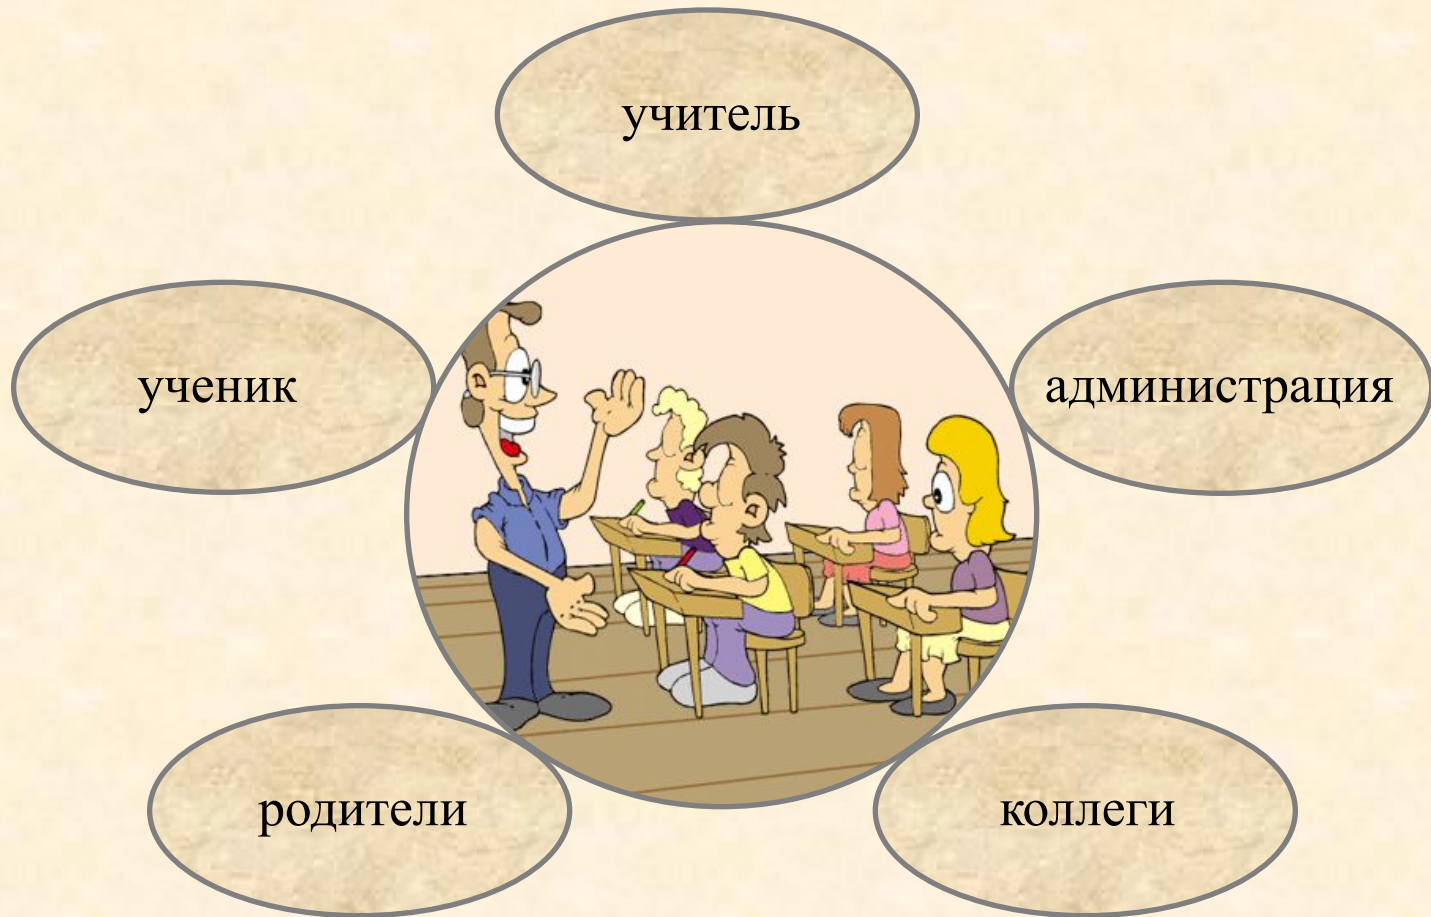 учитель
ученик
администрация
родители
коллеги